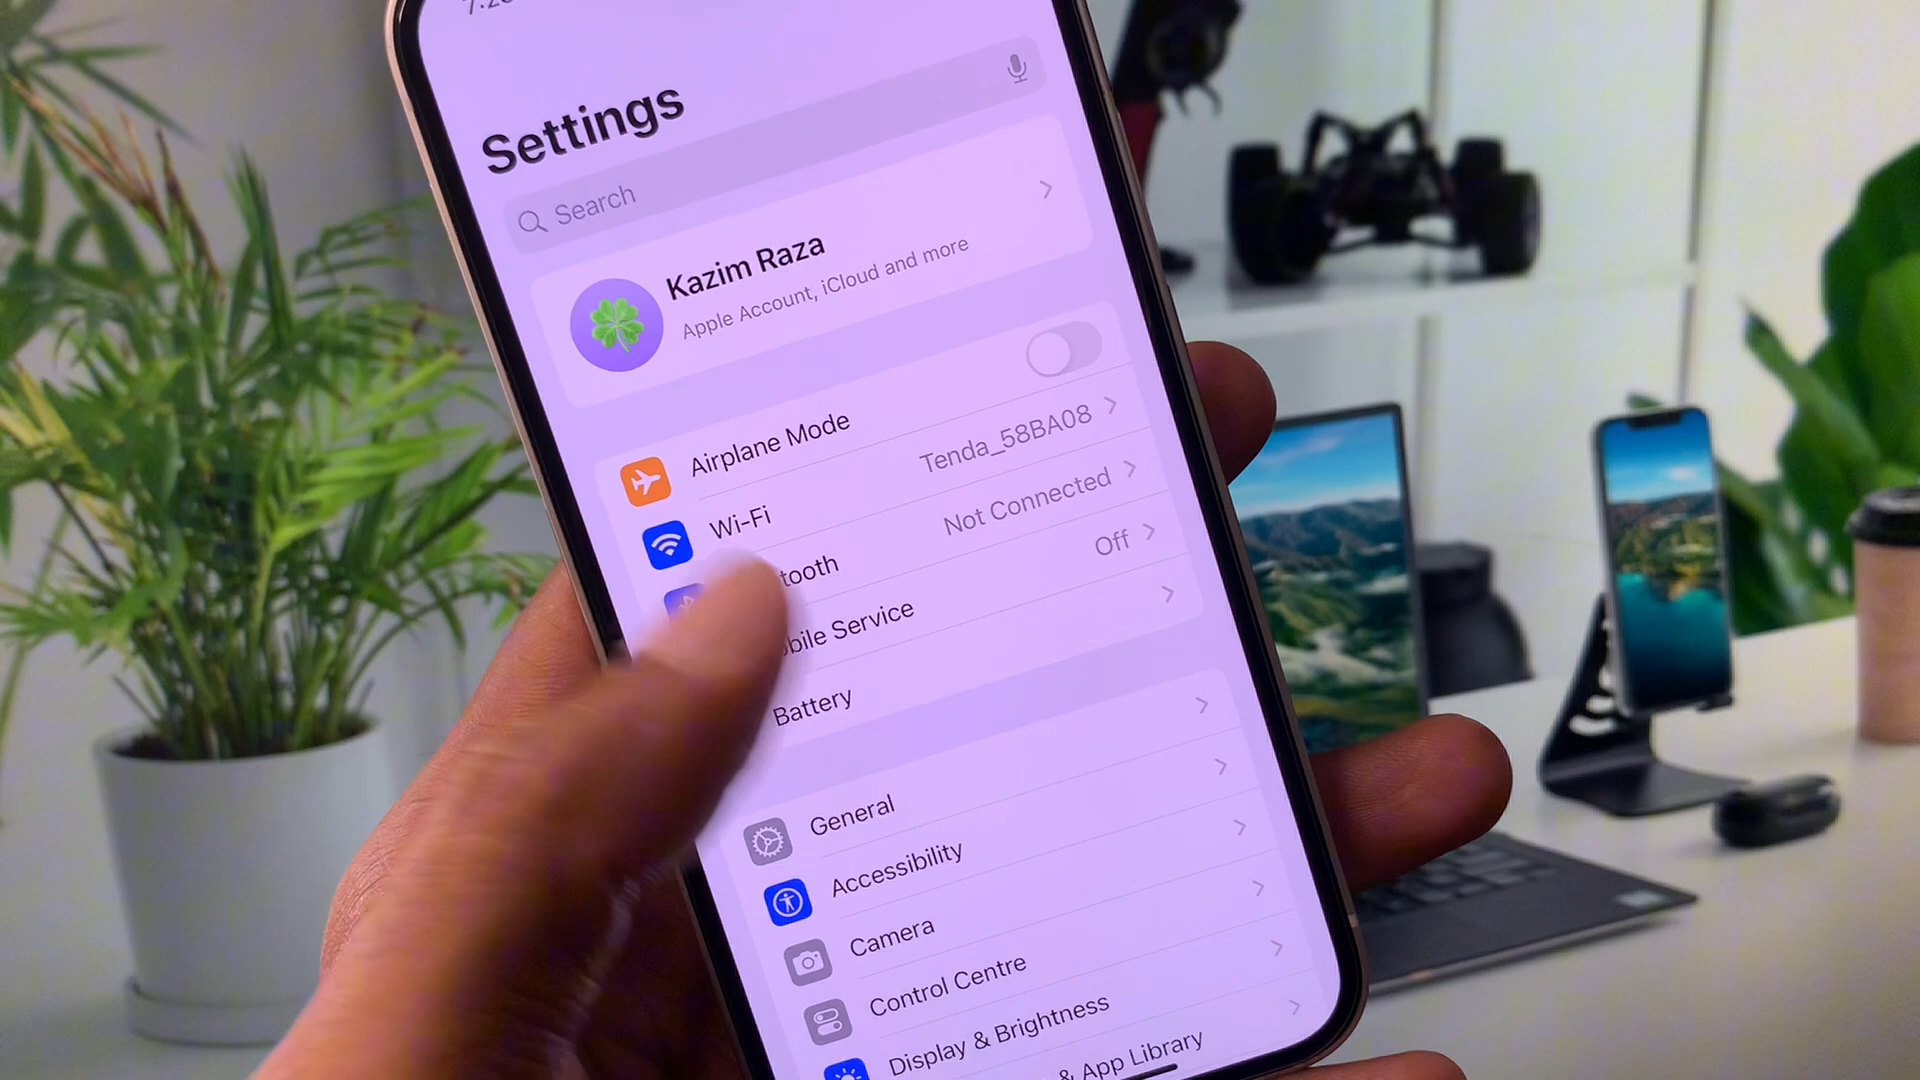 Settings
Search
Kazim Raza
Apple Account, iCloud and more
Airplane Mode
Wi-Fi Tenda_58BA08
tooth Not Connected
bile Service Off
Battery
General
Accessibility
Camera
Control Centre
Display & Brightness
& App Library